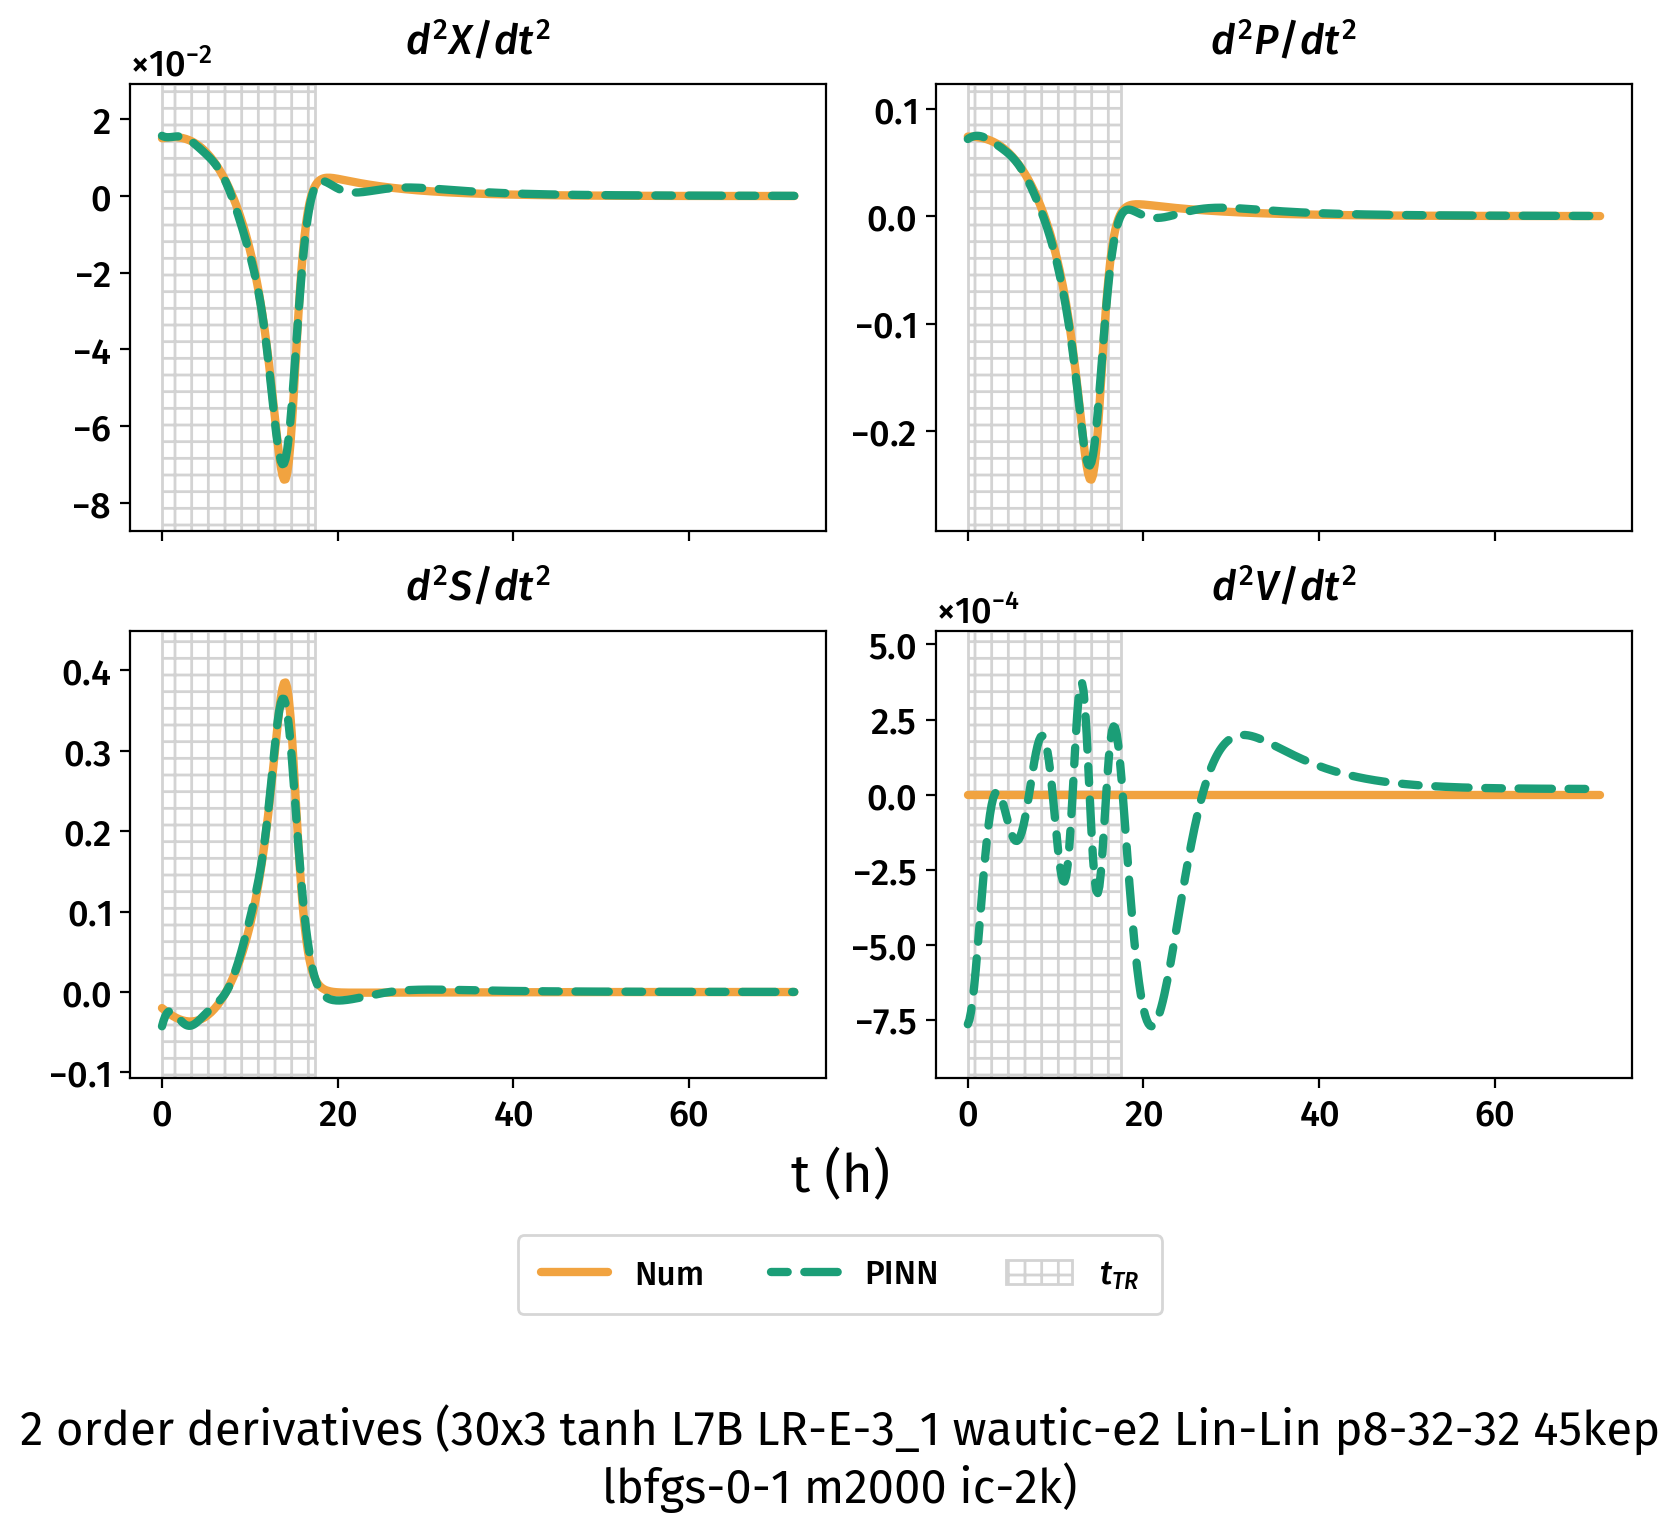 d²X/dt²
×10⁻²
2
0
−2
−4
−6
−8
d²P/dt²
0.1
0.0
−0.1
−0.2
d²S/dt²
0.4
0.3
0.2
0.1
0.0
−0.1
0 20 40 60
d²V/dt²
×10⁻⁴
5.0
2.5
0.0
−2.5
−5.0
−7.5
0 20 40 60
t (h)
Num PINN t_TR
2 order derivatives (30x3 tanh L7B LR-E-3_1 wautic-e2 Lin-Lin p8-32-32 45kep
lbfgs-0-1 m2000 ic-2k)